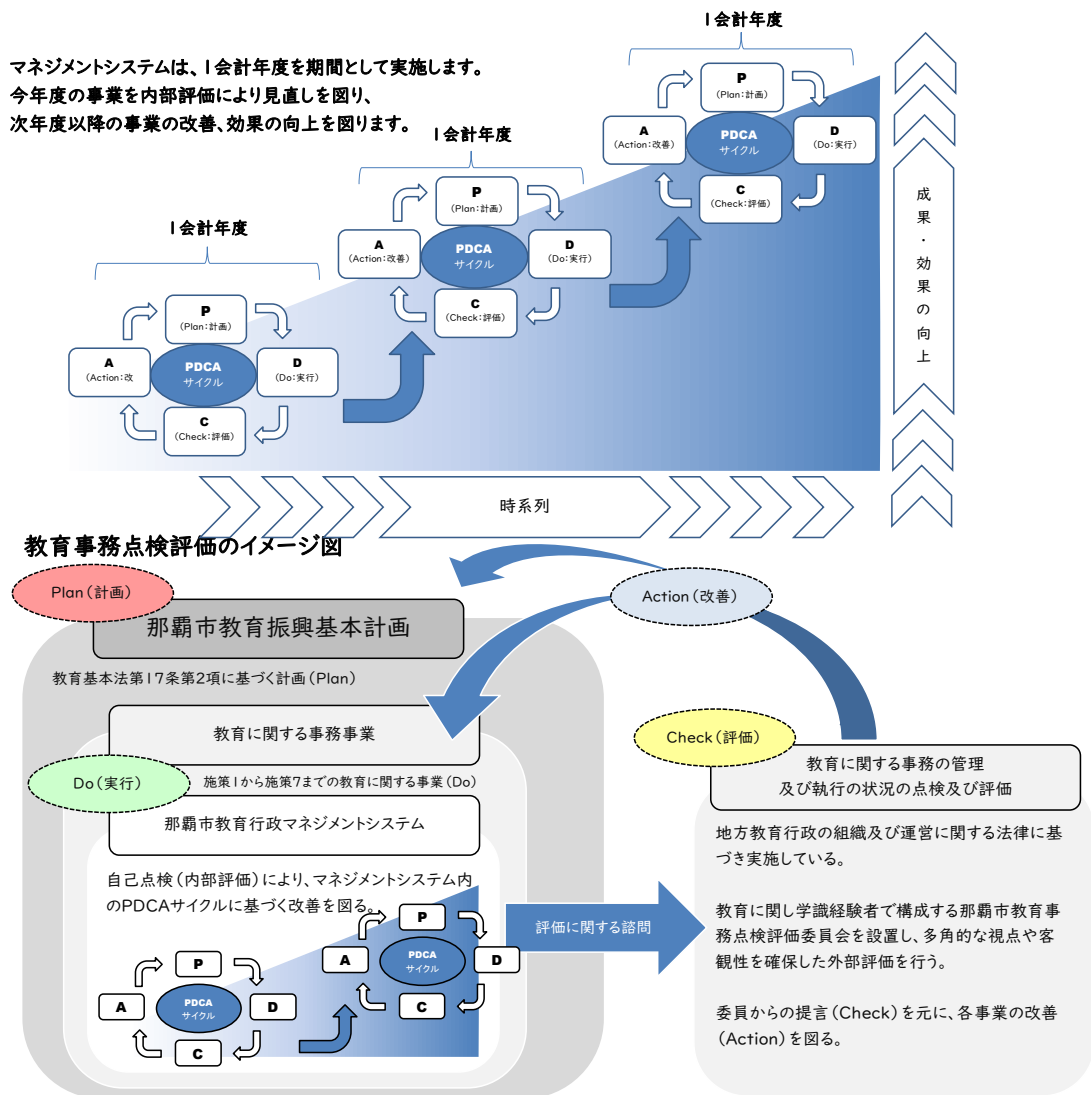 1会計年度
マネジメントシステムは、1会計年度を期間として実施します。
今年度の事業を内部評価により見直しを図り、
次年度以降の事業の改善、効果の向上を図ります。
P
(Plan:計画)
A
(Action:改善)
PDCA
サイクル
D
(Do:実行)
C
(Check:評価)
1会計年度
P
(Plan:計画)
A
(Action:改善)
PDCA
サイクル
D
(Do:実行)
C
(Check:評価)
1会計年度
P
(Plan:計画)
A
(Action:改
PDCA
サイクル
D
(Do:実行)
C
(Check:評価)
成果・効果の向上
時系列
教育事務点検評価のイメージ図
Plan(計画)
那覇市教育振興基本計画
教育基本法第17条第2項に基づく計画(Plan)
Action(改善)
教育に関する事務事業
Do(実行)
施策1から施策7までの教育に関する事業(Do)
那覇市教育行政マネジメントシステム
自己点検(内部評価)により、マネジメントシステム内
のPDCAサイクルに基づく改善を図る。
P
A
PDCA
サイクル
D
C
P
A
PDCA
サイクル
D
C
評価に関する諮問
Check(評価)
教育に関する事務の管理
及び執行の状況の点検及び評価
地方教育行政の組織及び運営に関する法律に基
づき実施している。
教育に関し学識経験者で構成する那覇市教育事
務点検評価委員会を設置し、多角的な視点や客
観性を確保した外部評価を行う。
委員からの提言(Check)を元に、各事業の改善
(Action)を図る。